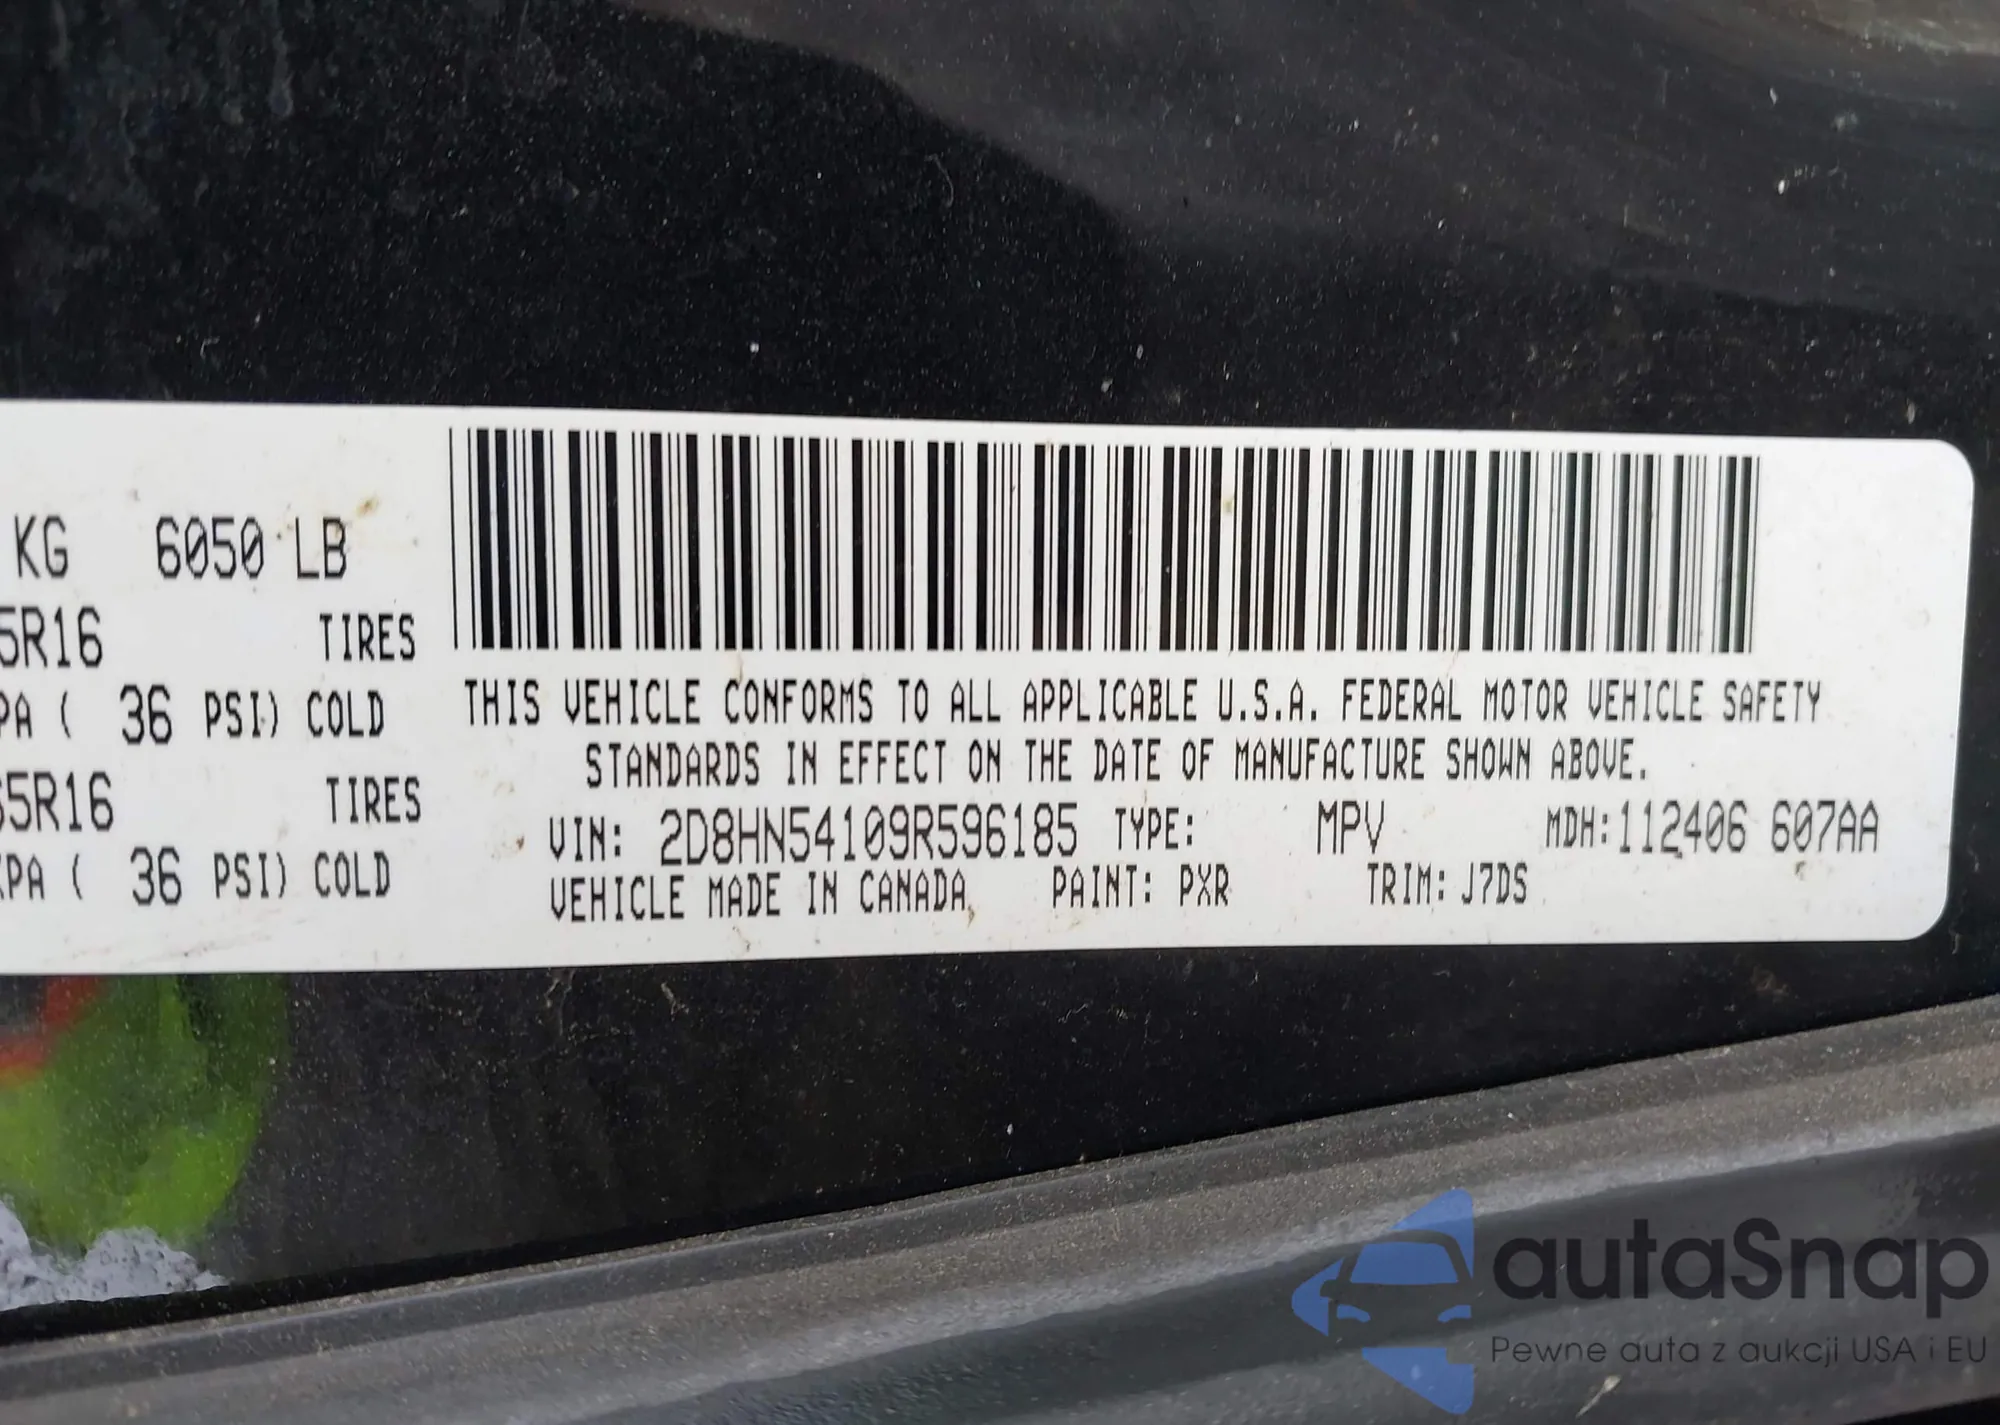 KG 6050 LB
5R16 TIRES
PA ( 36 PSI) COLD
65R16 TIRES
KPA ( 36 PSI) COLD
THIS VEHICLE CONFORMS TO ALL APPLICABLE U.S.A. FEDERAL MOTOR VEHICLE SAFETY
STANDARDS IN EFFECT ON THE DATE OF MANUFACTURE SHOWN ABOVE.
VIN: 2D8HN54109R596185 TYPE: MPV MDH:112406 607AA
VEHICLE MADE IN CANADA PAINT: PXR TRIM: J7DS
autaSnap
Pewne auta z aukcji USA i EU